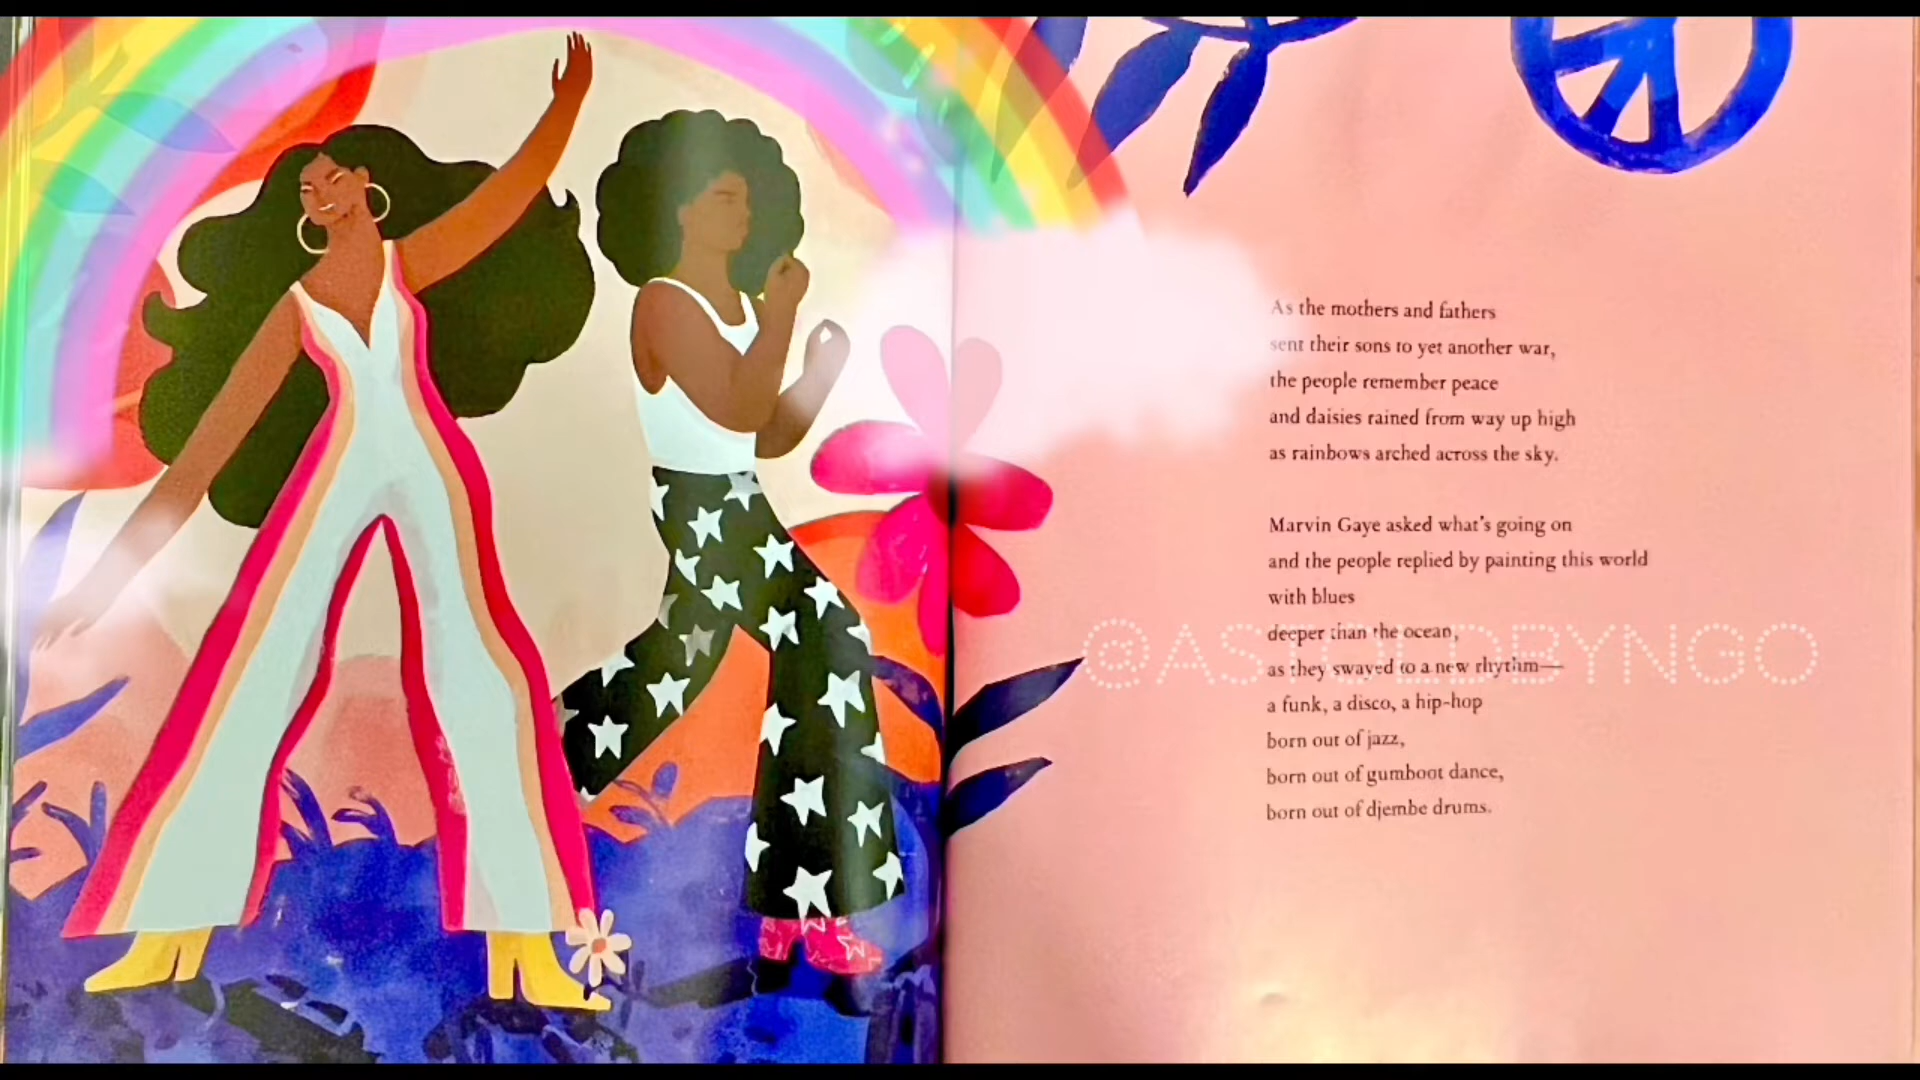 As the mothers and fathers
sent their sons to yet another war,
the people remember peace
and daisies rained from way up high
as rainbows arched across the sky.
Marvin Gaye asked what's going on
and the people replied by painting this world
with blues
deeper than the ocean,
as they swayed to a new rhythm—
a funk, a disco, a hip-hop
born out of jazz,
born out of gumboot dance,
born out of djembe drums.
@ASTOLDBYNGO